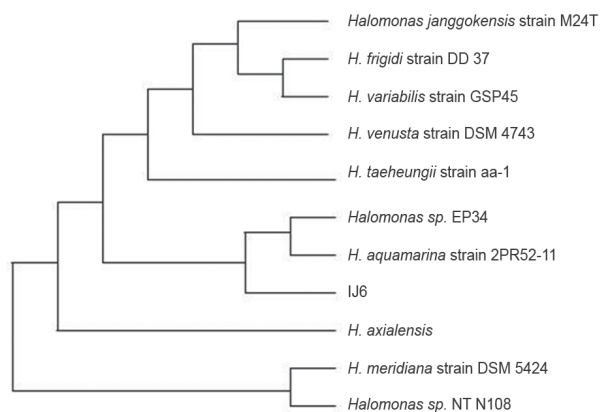 Halomonas janggokensis strain M24T
H. frigidi strain DD 37
H. variabilis strain GSP45
H. venusta strain DSM 4743
H. taeheungii strain aa-1
Halomonas sp. EP34
H. aquamarina strain 2PR52-11
IJ6
H. axialensis
H. meridiana strain DSM 5424
Halomonas sp. NT N108